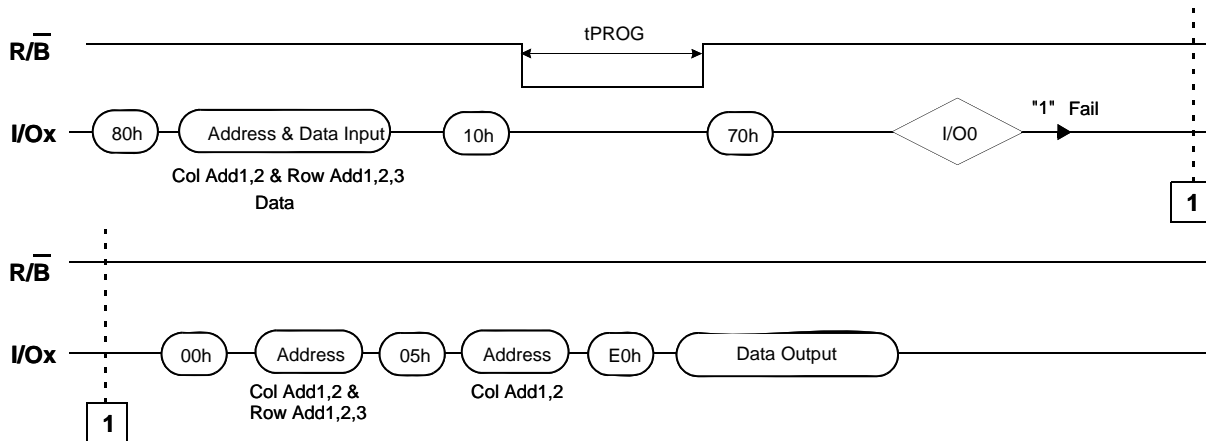 tPROG
R/B̅
I/Ox
80h
Address & Data Input
10h
70h
I/O0
"1" Fail
Col Add1,2 & Row Add1,2,3
Data
1
R/B̅
I/Ox
00h
Address
05h
Address
E0h
Data Output
Col Add1,2 &
Row Add1,2,3
Col Add1,2
1